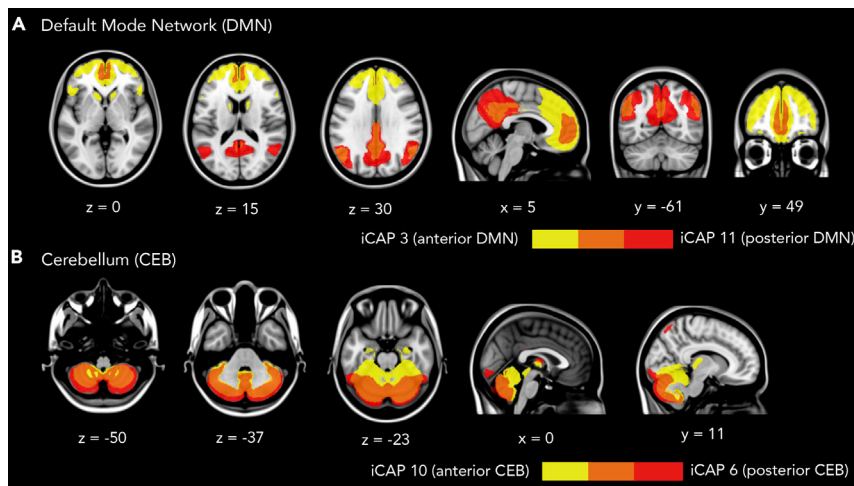 A Default Mode Network (DMN)
z = 0 z = 15 z = 30 x = 5 y = -61 y = 49
iCAP 3 (anterior DMN) iCAP 11 (posterior DMN)
B Cerebellum (CEB)
z = -50 z = -37 z = -23 x = 0 y = 11
iCAP 10 (anterior CEB) iCAP 6 (posterior CEB)